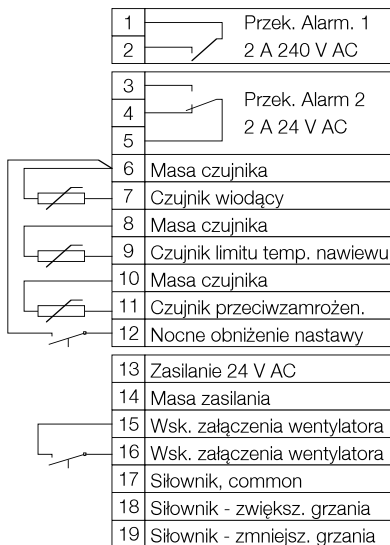 1 Przek. Alarm. 1
2 2 A 240 V AC
3
Przek. Alarm 2
4
2 A 24 V AC
5
6 Masa czujnika
7 Czujnik wiodący
8 Masa czujnika
9 Czujnik limitu temp. nawiewu
10 Masa czujnika
11 Czujnik przeciwzamrożen.
12 Nocne obniżenie nastawy
13 Zasilanie 24 V AC
14 Masa zasilania
15 Wsk. załączenia wentylatora
16 Wsk. załączenia wentylatora
17 Siłownik, common
18 Siłownik - zwiększ. grzania
19 Siłownik - zmniejsz. grzania